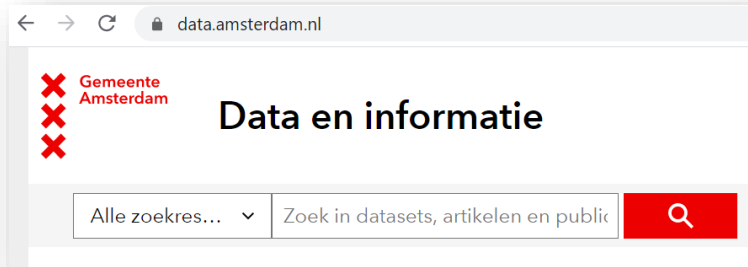 data.amsterdam.nl
Gemeente
Amsterdam
Data en informatie
Alle zoekres...
Zoek in datasets, artikelen en public